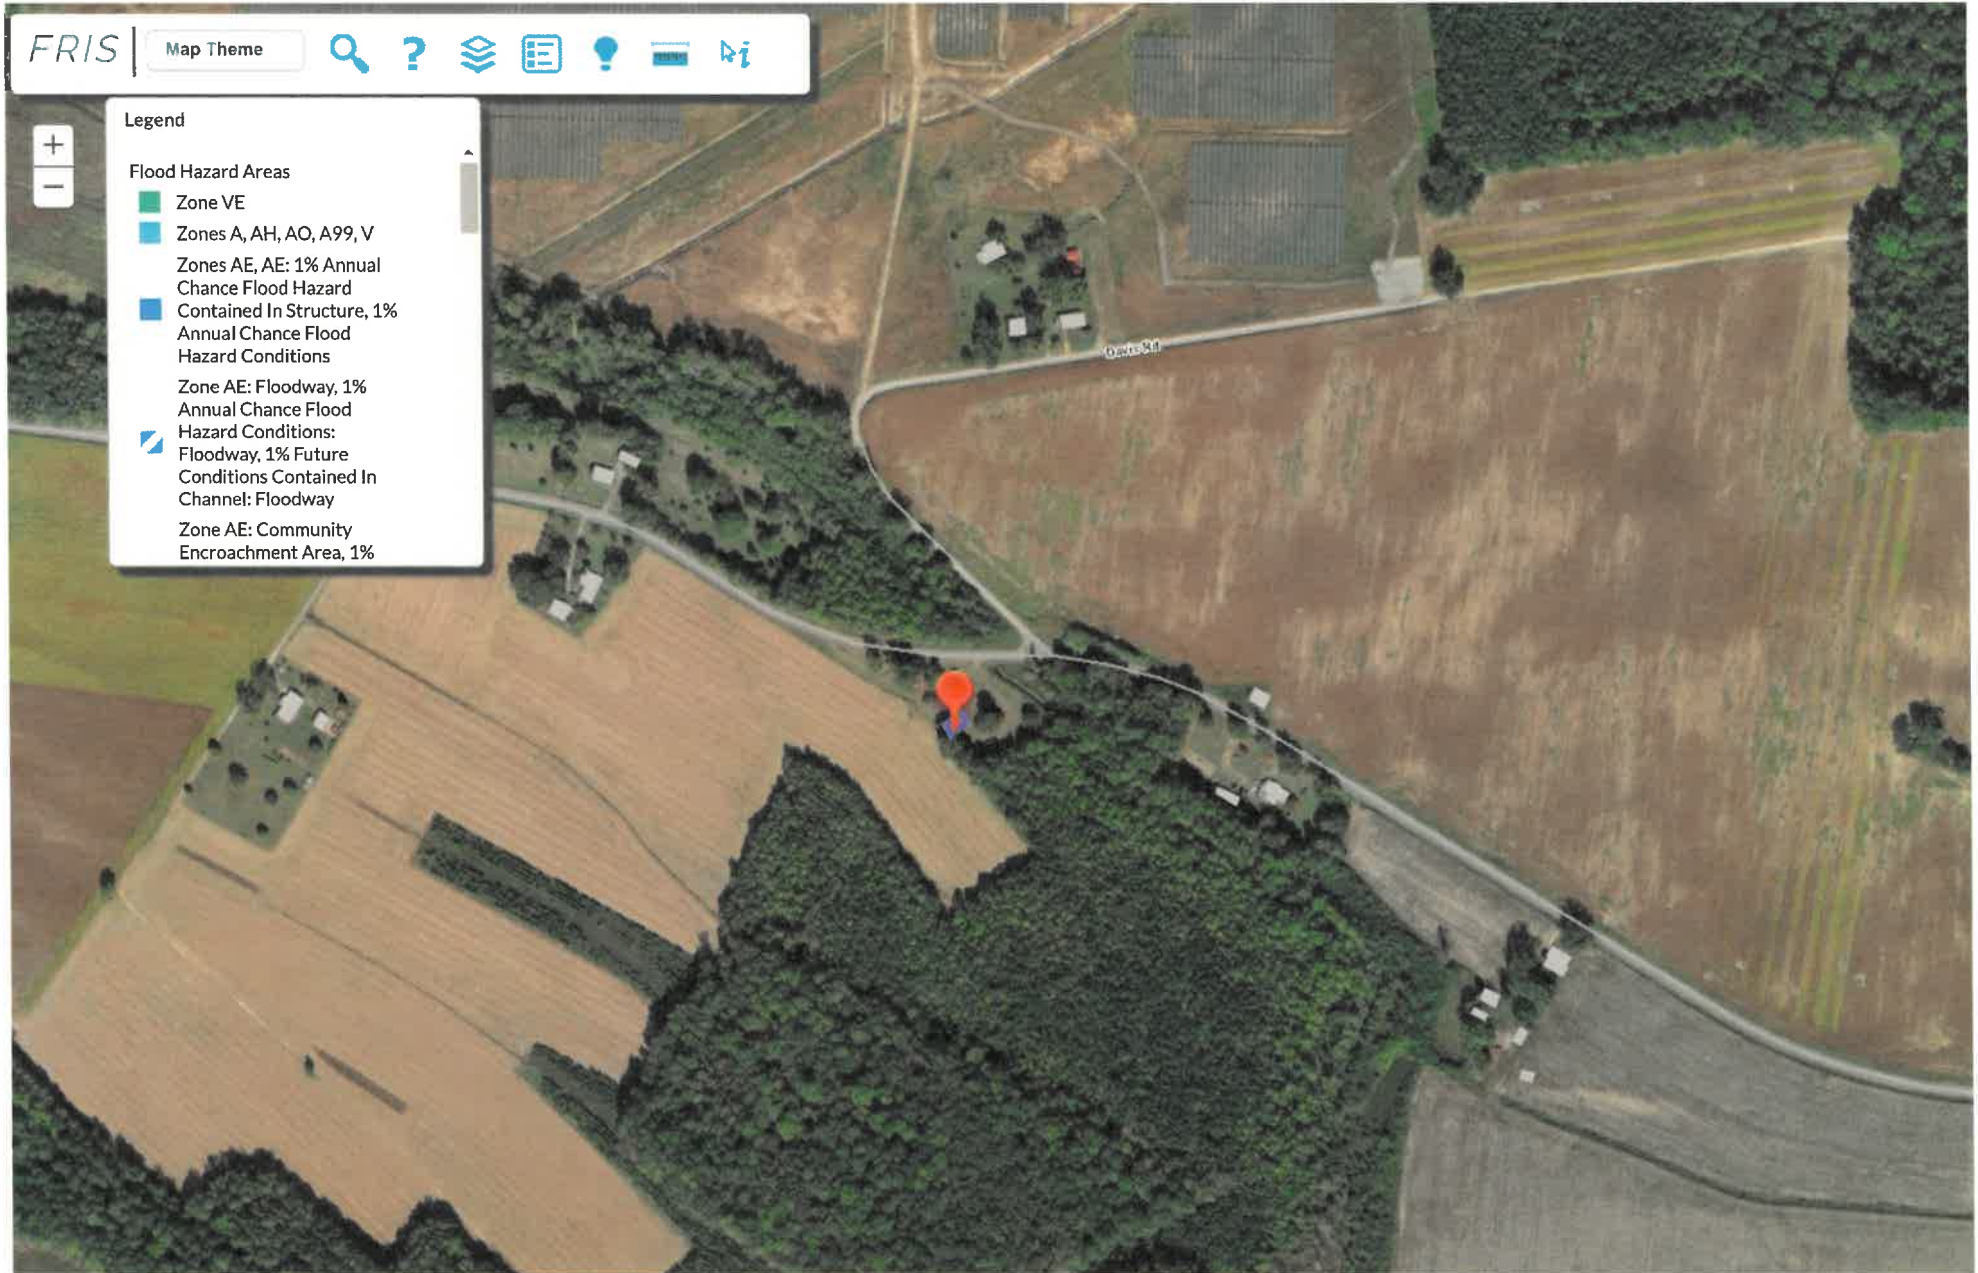 FRIS
Map Theme
?
i
+
−
Legend
Flood Hazard Areas
Zone VE
Zones A, AH, AO, A99, V
Zones AE, AE: 1% Annual
Chance Flood Hazard
Contained In Structure, 1%
Annual Chance Flood
Hazard Conditions
Zone AE: Floodway, 1%
Annual Chance Flood
Hazard Conditions:
Floodway, 1% Future
Conditions Contained In
Channel: Floodway
Zone AE: Community
Encroachment Area, 1%
Davis Rd